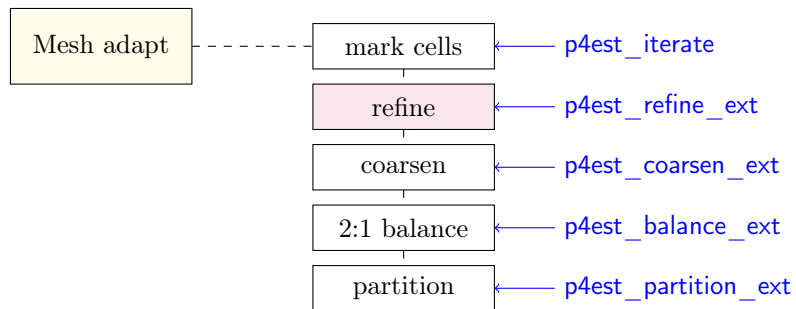 Mesh adapt
mark cells
p4est_iterate
refine
p4est_refine_ext
coarsen
p4est_coarsen_ext
2:1 balance
p4est_balance_ext
partition
p4est_partition_ext